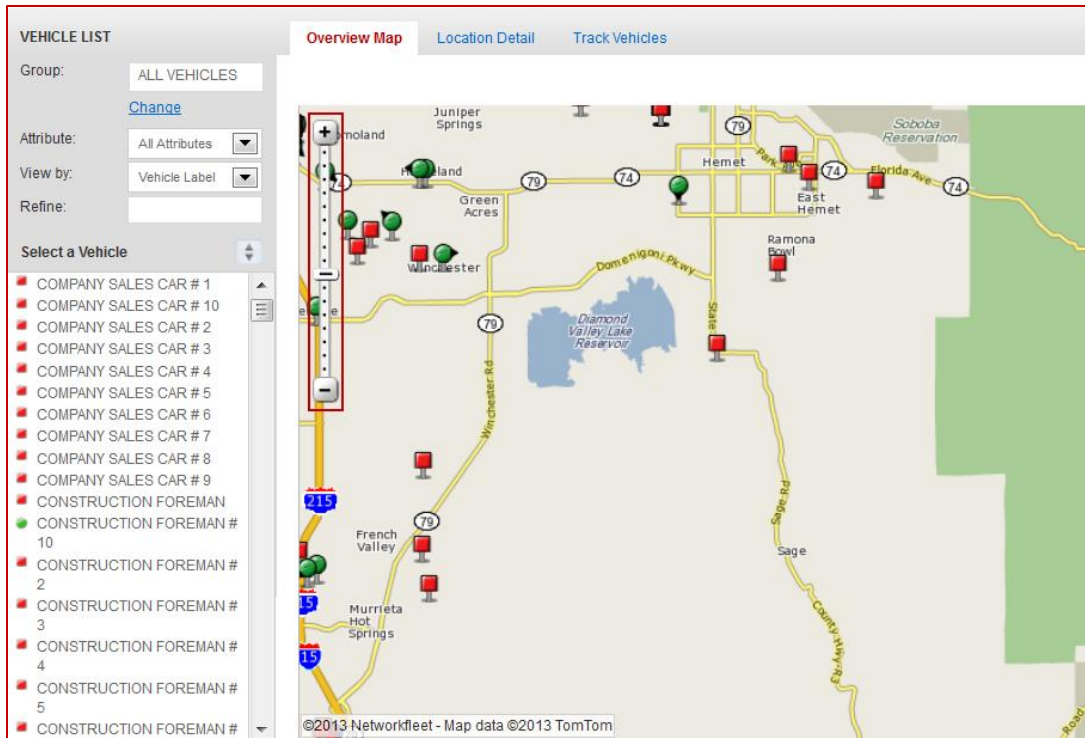 VEHICLE LIST
Group:
ALL VEHICLES
Change
Attribute:
All Attributes
View by:
Vehicle Label
Refine:
Select a Vehicle
COMPANY SALES CAR # 1
COMPANY SALES CAR # 10
COMPANY SALES CAR # 2
COMPANY SALES CAR # 3
COMPANY SALES CAR # 4
COMPANY SALES CAR # 5
COMPANY SALES CAR # 6
COMPANY SALES CAR # 7
COMPANY SALES CAR # 8
COMPANY SALES CAR # 9
CONSTRUCTION FOREMAN
CONSTRUCTION FOREMAN #
10
CONSTRUCTION FOREMAN #
2
CONSTRUCTION FOREMAN #
3
CONSTRUCTION FOREMAN #
4
CONSTRUCTION FOREMAN #
5
CONSTRUCTION FOREMAN #
Overview Map
Location Detail
Track Vehicles
Juniper
Springs
79
Soboba
Reservation
Hemet
Park
74
79
74
74
Florida Ave
74
Green
Acres
East
Hemet
Winchester
Ramona
Bowl
Domenigoni Pkwy
79
Diamond
Valley Lake
Reservoir
State
Winchester Rd
215
79
French
Valley
Sage Rd
Sage
Murrieta
Hot
Springs
15
15
County Hwy R3
Road
©2013 Networkfleet - Map data ©2013 TomTom